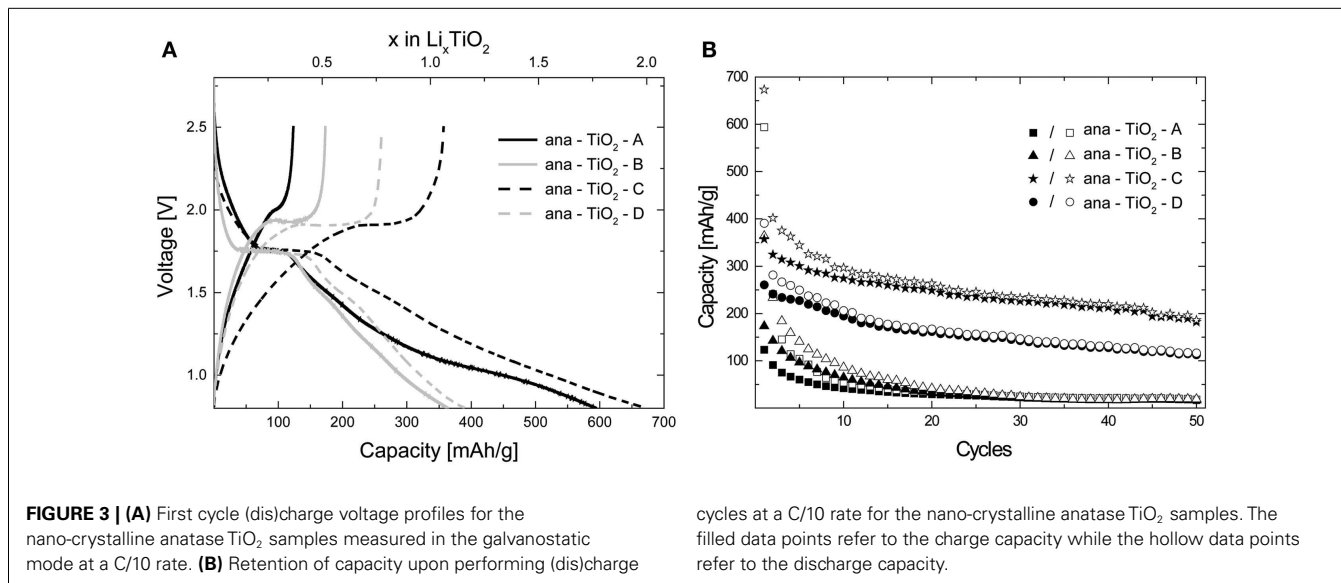 A
x in LiₓTiO₂
0.5 1.0 1.5 2.0
2.5
2.0
1.5
1.0
Voltage [V]
ana - TiO₂ - A
ana - TiO₂ - B
ana - TiO₂ - C
ana - TiO₂ - D
0 100 200 300 400 500 600 700
Capacity [mAh/g]
B
700
600
500
400
300
200
100
Capacity [mAh/g]
/ ana - TiO₂ - A
/ ana - TiO₂ - B
/ ana - TiO₂ - C
/ ana - TiO₂ - D
10 20 30 40 50
Cycles
FIGURE 3 | (A) First cycle (dis)charge voltage profiles for the
nano-crystalline anatase TiO₂ samples measured in the galvanostatic
mode at a C/10 rate. (B) Retention of capacity upon performing (dis)charge
cycles at a C/10 rate for the nano-crystalline anatase TiO₂ samples. The
filled data points refer to the charge capacity while the hollow data points
refer to the discharge capacity.